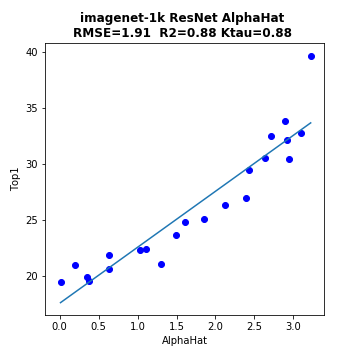 imagenet-1k ResNet AlphaHat
RMSE=1.91 R2=0.88 Ktau=0.88
40
35
30
25
20
Top1
0.0 0.5 1.0 1.5 2.0 2.5 3.0
AlphaHat